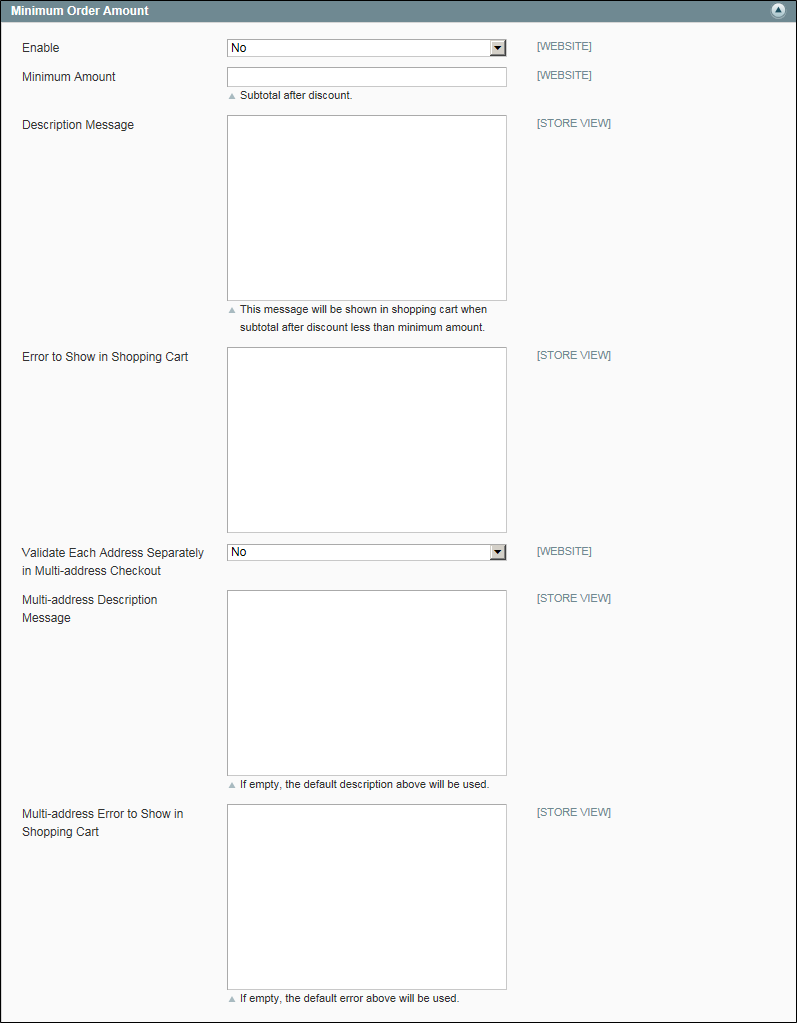 Minimum Order Amount
Enable
No
[WEBSITE]
Minimum Amount
[WEBSITE]
Subtotal after discount.
Description Message
[STORE VIEW]
This message will be shown in shopping cart when
subtotal after discount less than minimum amount.
Error to Show in Shopping Cart
[STORE VIEW]
Validate Each Address Separately
in Multi-address Checkout
No
[WEBSITE]
Multi-address Description
Message
[STORE VIEW]
If empty, the default description above will be used.
Multi-address Error to Show in
Shopping Cart
[STORE VIEW]
If empty, the default error above will be used.